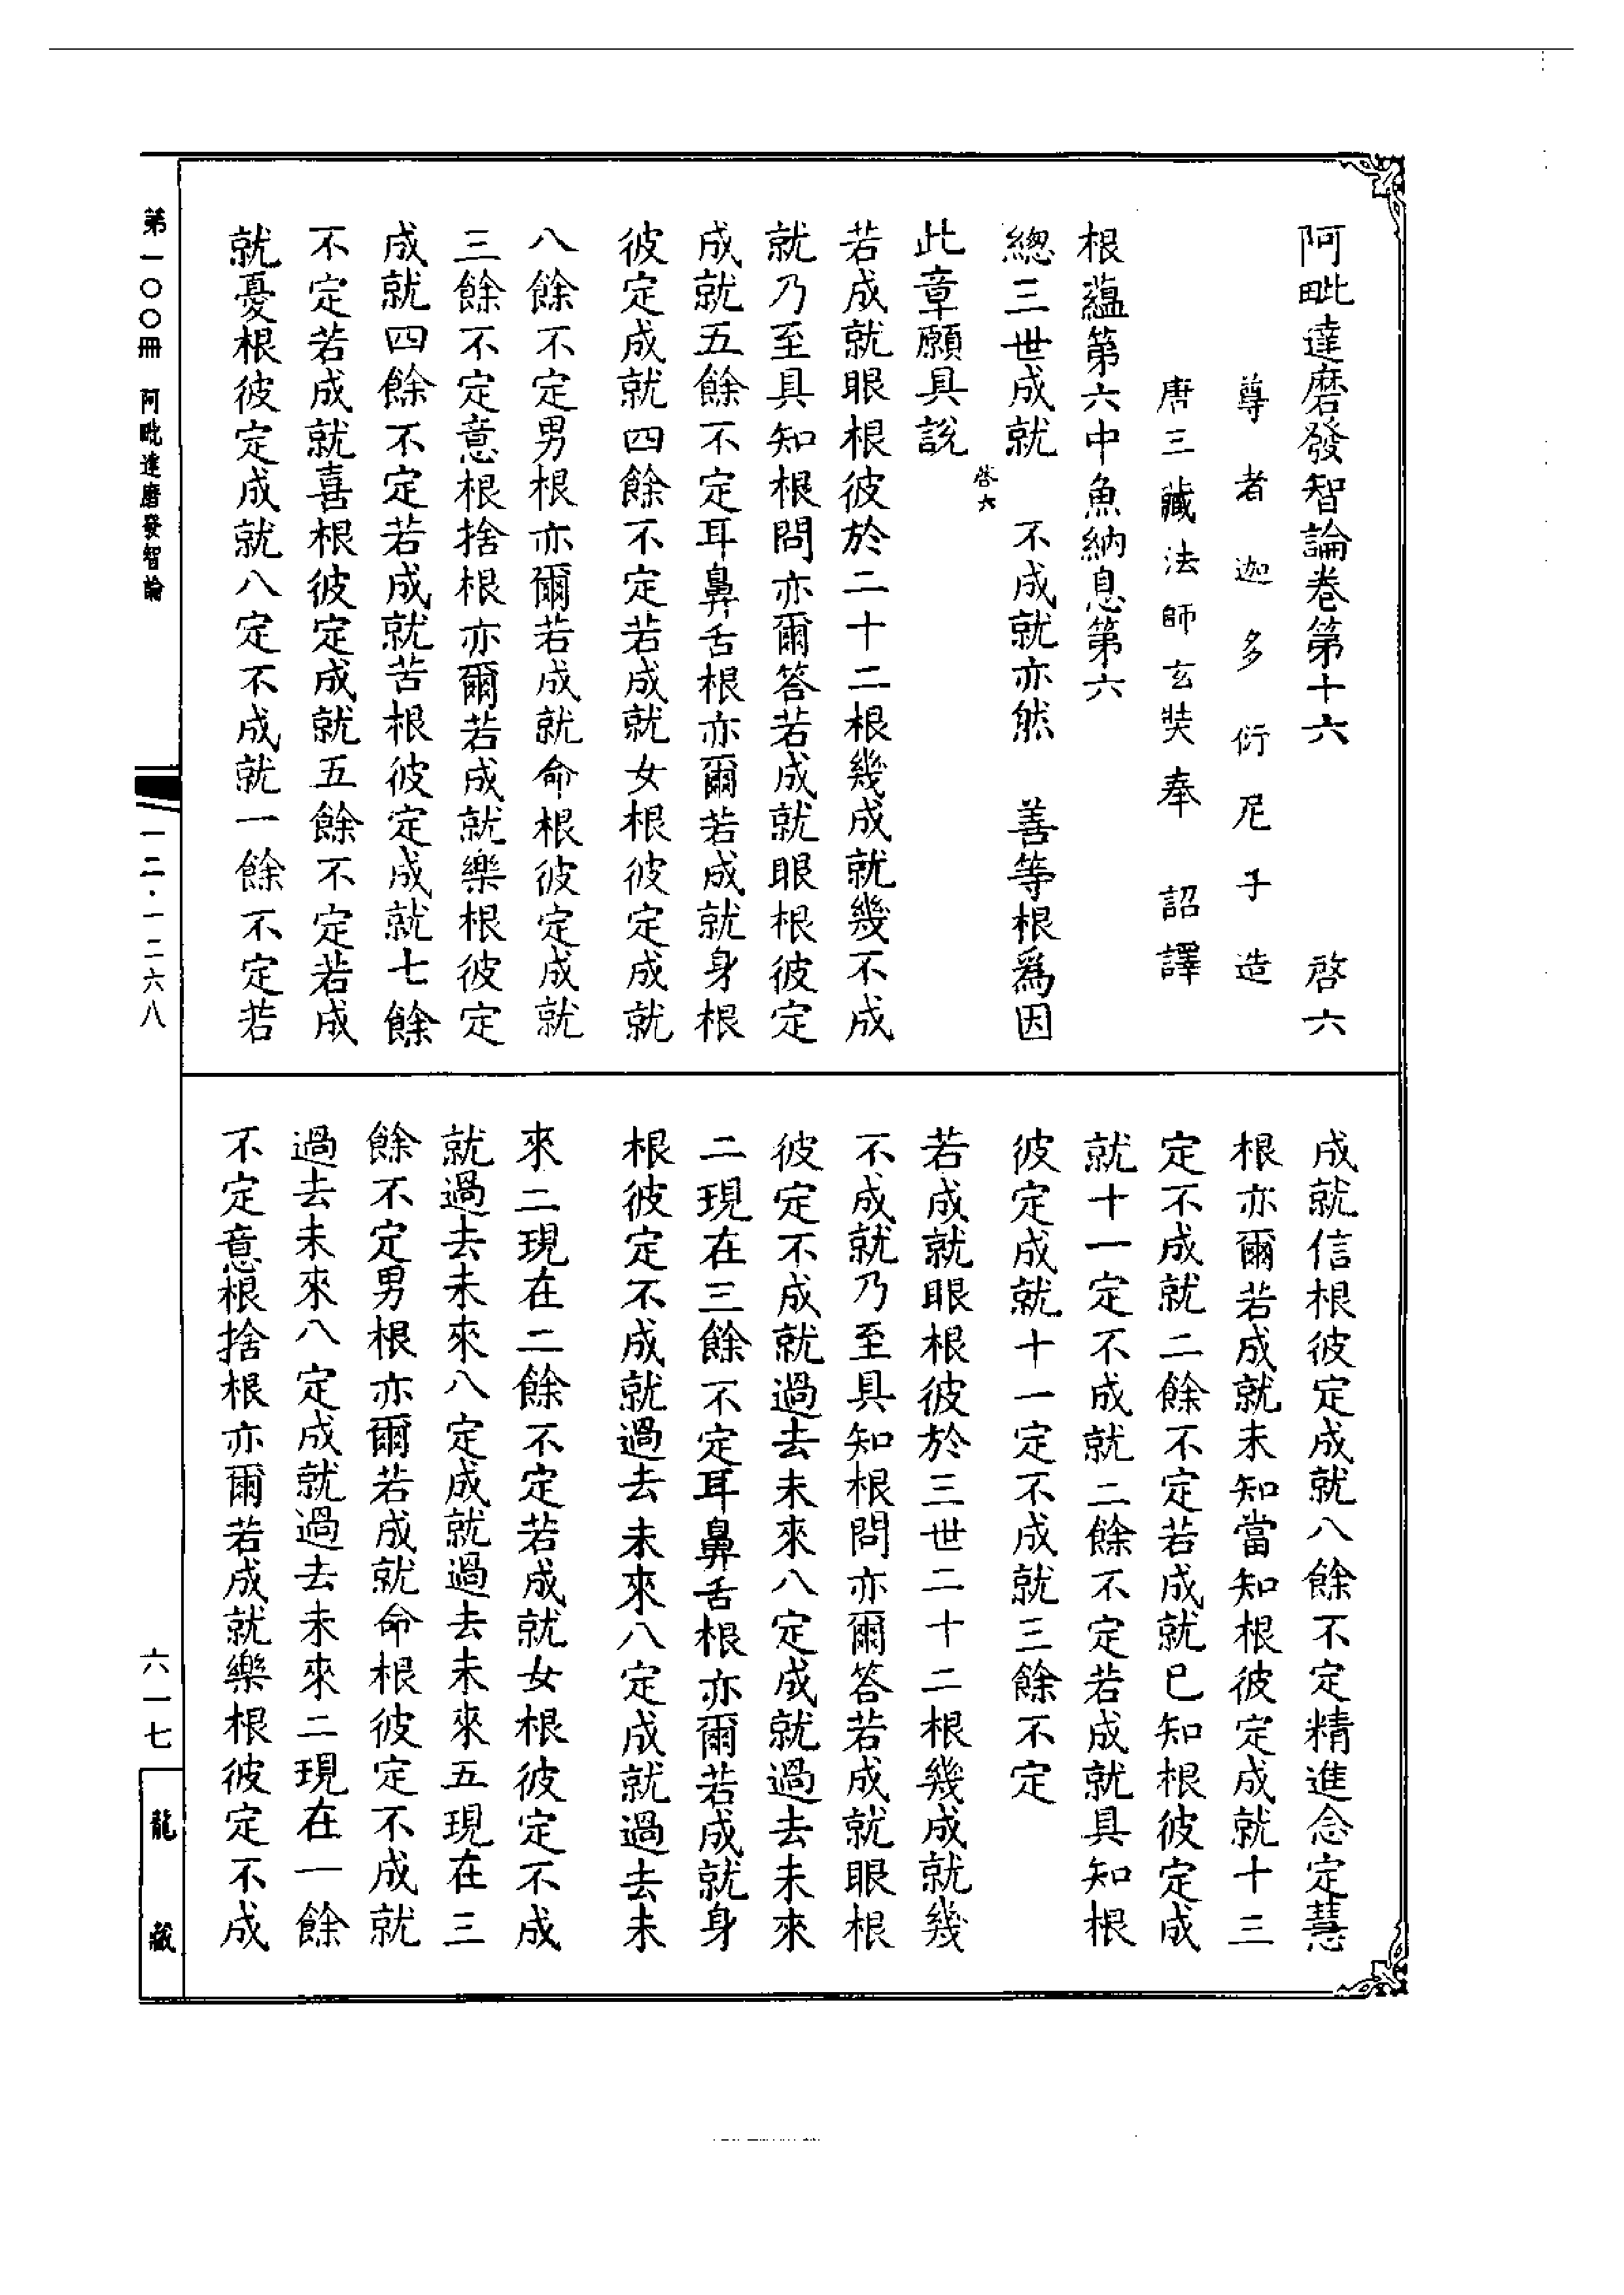 阿毗達磨發智論卷第十六　啓六
尊者迦多衍尼子造
唐三藏法師玄奘奉　詔譯
根蘊第六中魚納息第六
總三世成就　不成就亦然　善等根爲因
此章願具說
啓六
若成就眼根彼於二十二根幾成就幾不成
就乃至具知根問亦爾答若成就眼根彼定
成就五餘不定耳鼻舌根亦爾若成就身根
彼定成就四餘不定若成就女根彼定成就
八餘不定男根亦爾若成就命根彼定成就
三餘不定意根捨根亦爾若成就樂根彼定
成就四餘不定若成就苦根彼定成就七餘
不定若成就喜根彼定成就五餘不定若成
就憂根彼定成就八定不成就一餘不定若
成就信根彼定成就八餘不定精進念定慧
根亦爾若成就未知當知根彼定成就十三
定不成就二餘不定若成就已知根彼定成
就十一定不成就二餘不定若成就具知根
彼定成就十一定不成就三餘不定
若成就眼根彼於三世二十二根幾成就幾
不成就乃至具知根問亦爾答若成就眼根
彼定不成就過去未來八定成就過去未來
二現在三餘不定耳鼻舌根亦爾若成就身
根彼定不成就過去未來八定成就過去未
來二現在二餘不定若成就女根彼定不成
就過去未來八定成就過去未來五現在三
餘不定男根亦爾若成就命根彼定不成就
過去未來八定成就過去未來二現在一餘
不定意根捨根亦爾若成就樂根彼定不成
第一〇〇冊　阿毗達磨發智論
一二·一二六八
六一七
龍藏